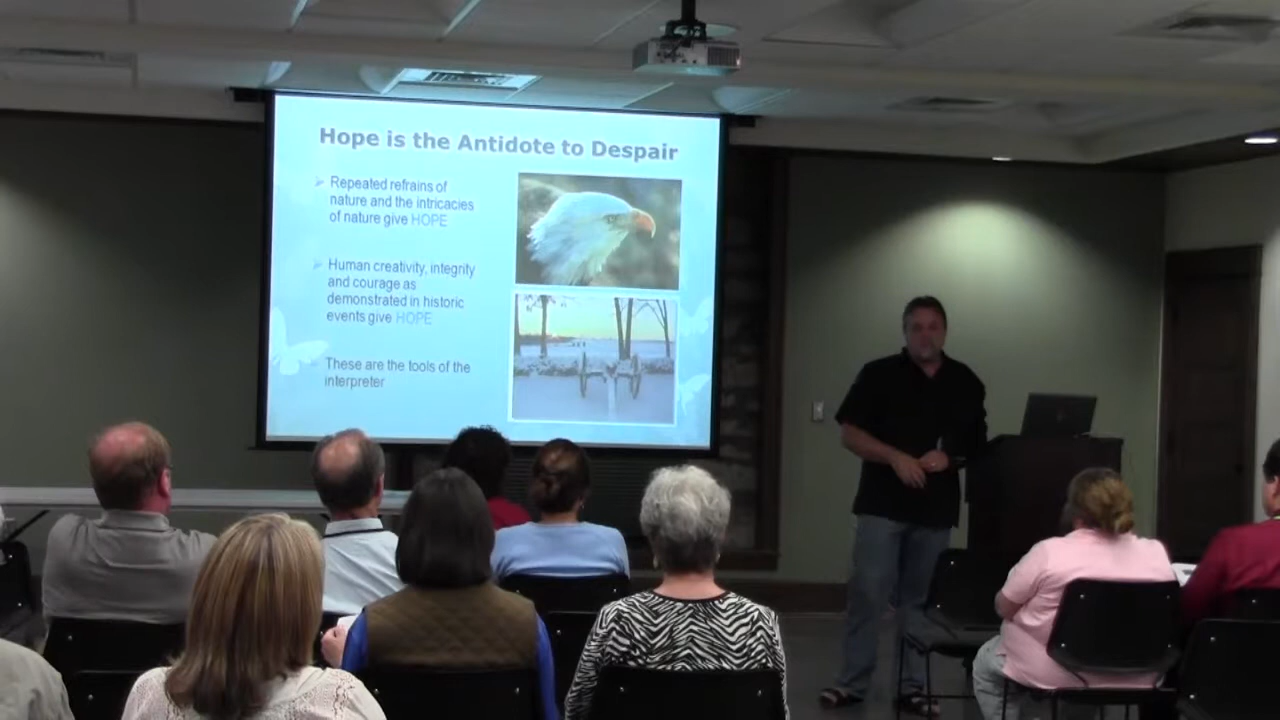 Hope is the Antidote to Despair
Repeated refrains of
nature and the intricacies
of nature give HOPE
Human creativity, integrity
and courage as
demonstrated in historic
events give HOPE
These are the tools of the
interpreter